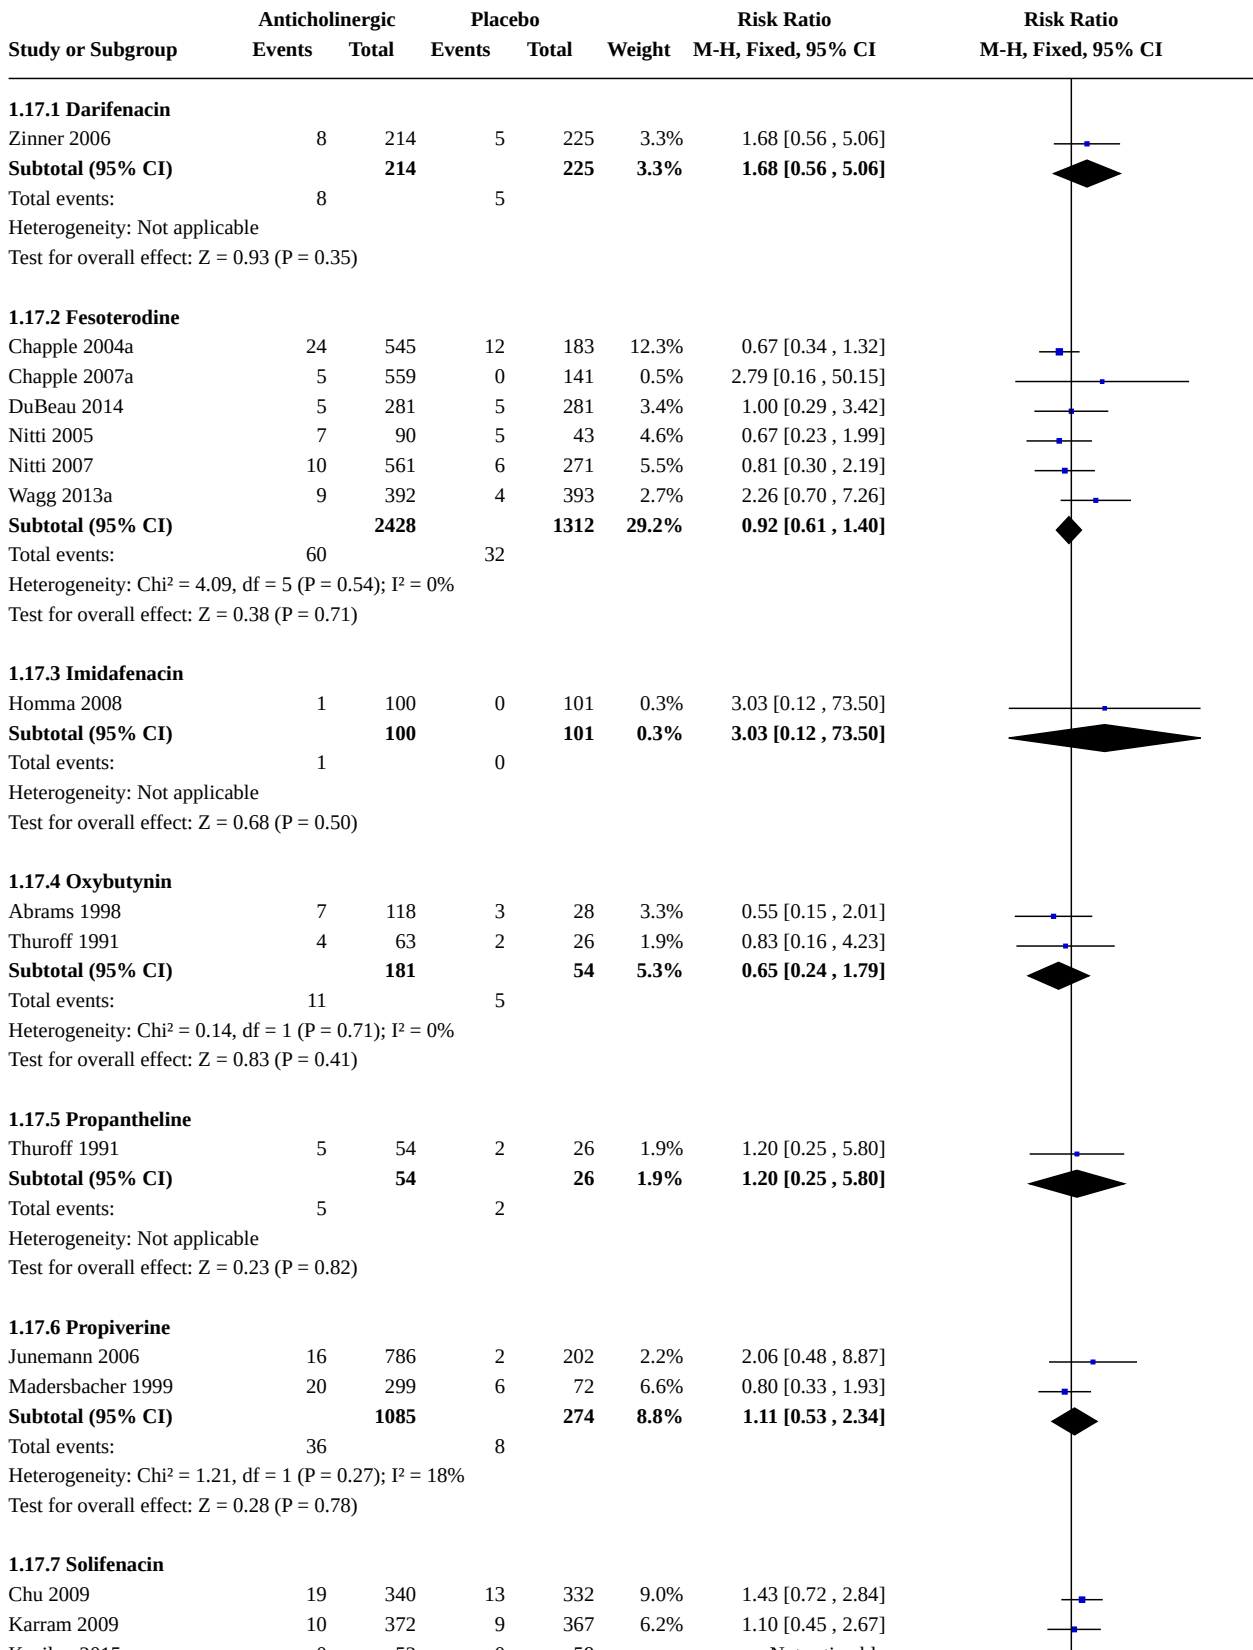 Anticholinergic Placebo Risk Ratio Risk Ratio
Study or Subgroup Events Total Events Total Weight M-H, Fixed, 95% CI M-H, Fixed, 95% CI
1.17.1 Darifenacin
Zinner 2006 8 214 5 225 3.3% 1.68 [0.56 , 5.06]
Subtotal (95% CI) 214 225 3.3% 1.68 [0.56 , 5.06]
Total events: 8 5
Heterogeneity: Not applicable
Test for overall effect: Z = 0.93 (P = 0.35)
1.17.2 Fesoterodine
Chapple 2004a 24 545 12 183 12.3% 0.67 [0.34 , 1.32]
Chapple 2007a 5 559 0 141 0.5% 2.79 [0.16 , 50.15]
DuBeau 2014 5 281 5 281 3.4% 1.00 [0.29 , 3.42]
Nitti 2005 7 90 5 43 4.6% 0.67 [0.23 , 1.99]
Nitti 2007 10 561 6 271 5.5% 0.81 [0.30 , 2.19]
Wagg 2013a 9 392 4 393 2.7% 2.26 [0.70 , 7.26]
Subtotal (95% CI) 2428 1312 29.2% 0.92 [0.61 , 1.40]
Total events: 60 32
Heterogeneity: Chi² = 4.09, df = 5 (P = 0.54); I² = 0%
Test for overall effect: Z = 0.38 (P = 0.71)
1.17.3 Imidafenacin
Homma 2008 1 100 0 101 0.3% 3.03 [0.12 , 73.50]
Subtotal (95% CI) 100 101 0.3% 3.03 [0.12 , 73.50]
Total events: 1 0
Heterogeneity: Not applicable
Test for overall effect: Z = 0.68 (P = 0.50)
1.17.4 Oxybutynin
Abrams 1998 7 118 3 28 3.3% 0.55 [0.15 , 2.01]
Thuroff 1991 4 63 2 26 1.9% 0.83 [0.16 , 4.23]
Subtotal (95% CI) 181 54 5.3% 0.65 [0.24 , 1.79]
Total events: 11 5
Heterogeneity: Chi² = 0.14, df = 1 (P = 0.71); I² = 0%
Test for overall effect: Z = 0.83 (P = 0.41)
1.17.5 Propantheline
Thuroff 1991 5 54 2 26 1.9% 1.20 [0.25 , 5.80]
Subtotal (95% CI) 54 26 1.9% 1.20 [0.25 , 5.80]
Total events: 5 2
Heterogeneity: Not applicable
Test for overall effect: Z = 0.23 (P = 0.82)
1.17.6 Propiverine
Junemann 2006 16 786 2 202 2.2% 2.06 [0.48 , 8.87]
Madersbacher 1999 20 299 6 72 6.6% 0.80 [0.33 , 1.93]
Subtotal (95% CI) 1085 274 8.8% 1.11 [0.53 , 2.34]
Total events: 36 8
Heterogeneity: Chi² = 1.21, df = 1 (P = 0.27); I² = 18%
Test for overall effect: Z = 0.28 (P = 0.78)
1.17.7 Solifenacin
Chu 2009 19 340 13 332 9.0% 1.43 [0.72 , 2.84]
Karram 2009 10 372 9 367 6.2% 1.10 [0.45 , 2.67]